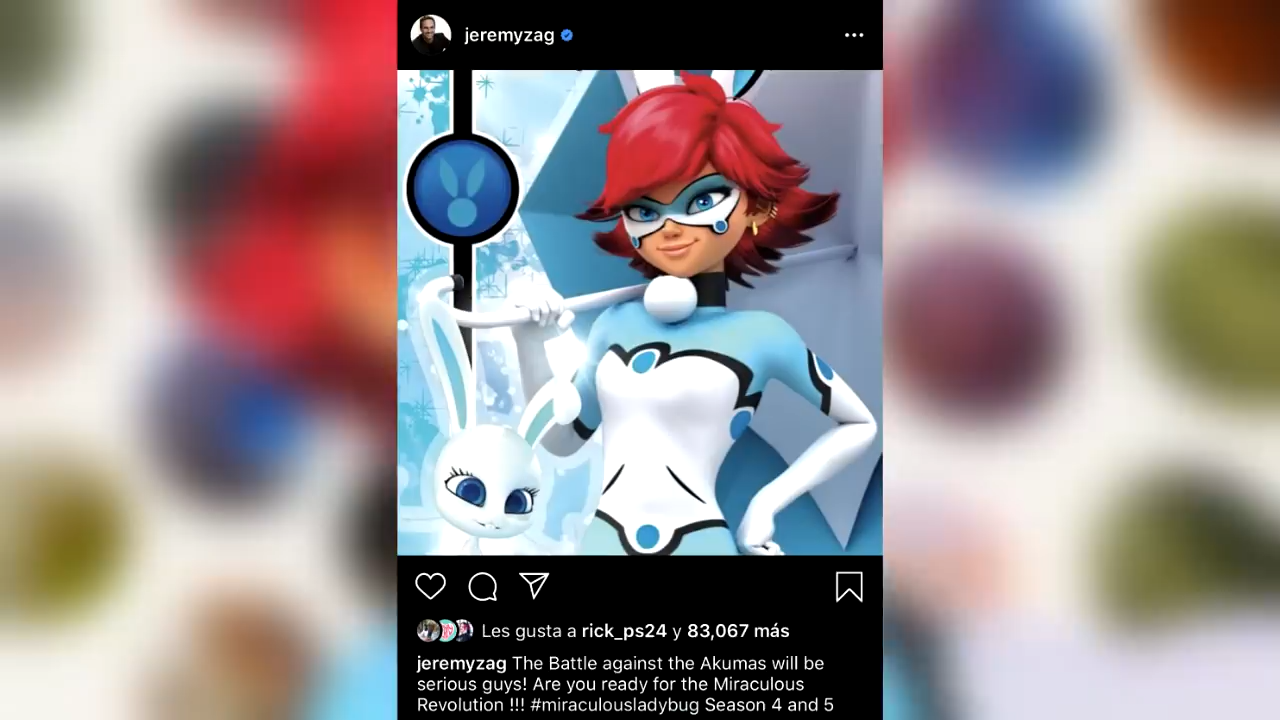 jeremyzag
Les gusta a rick_ps24 y 83,067 más
jeremyzag The Battle against the Akumas will be
serious guys! Are you ready for the Miraculous
Revolution !!! #miraculousladybug Season 4 and 5